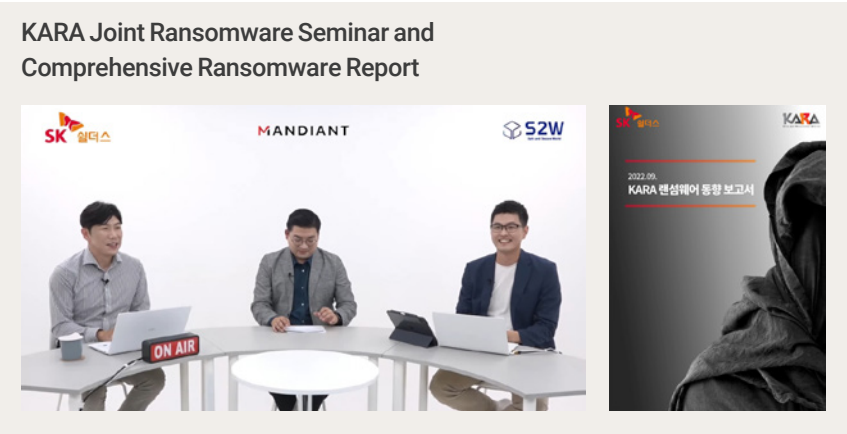 KARA Joint Ransomware Seminar and
Comprehensive Ransomware Report
SK 쉴더스
MANDIANT
S2W
ON AIR
SK 쉴더스
KARA
2022.09.
KARA 랜섬웨어 동향 보고서